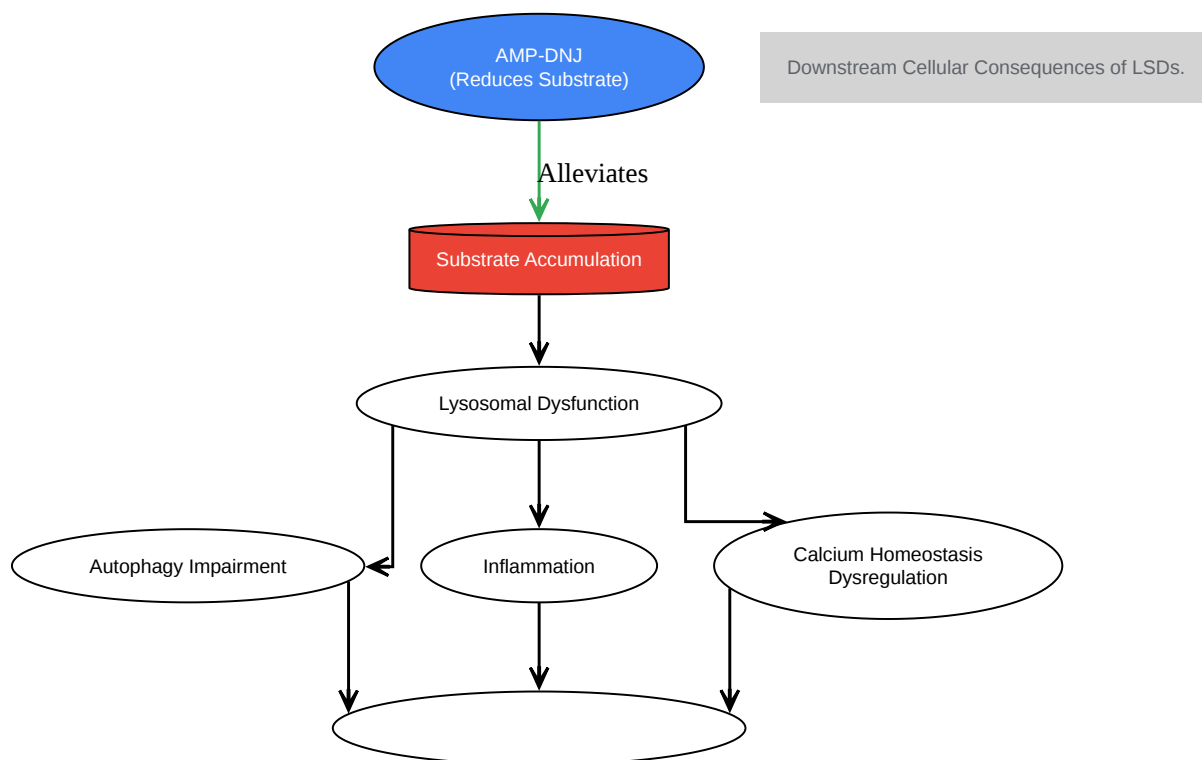 AMP-DNJ
(Reduces Substrate)
Downstream Cellular Consequences of LSDs.
Alleviates
Substrate Accumulation
Lysosomal Dysfunction
Autophagy Impairment
Inflammation
Calcium Homeostasis
Dysregulation